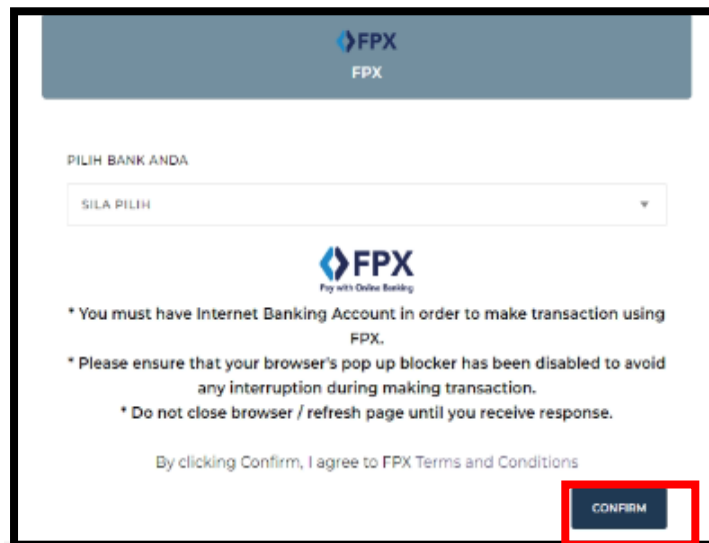 FPX
FPX
PILIH BANK ANDA
SILA PILIH
FPX
Pay with Online Banking
* You must have Internet Banking Account in order to make transaction using
FPX.
* Please ensure that your browser's pop up blocker has been disabled to avoid
any interruption during making transaction.
* Do not close browser / refresh page until you receive response.
By clicking Confirm, I agree to FPX Terms and Conditions
CONFIRM